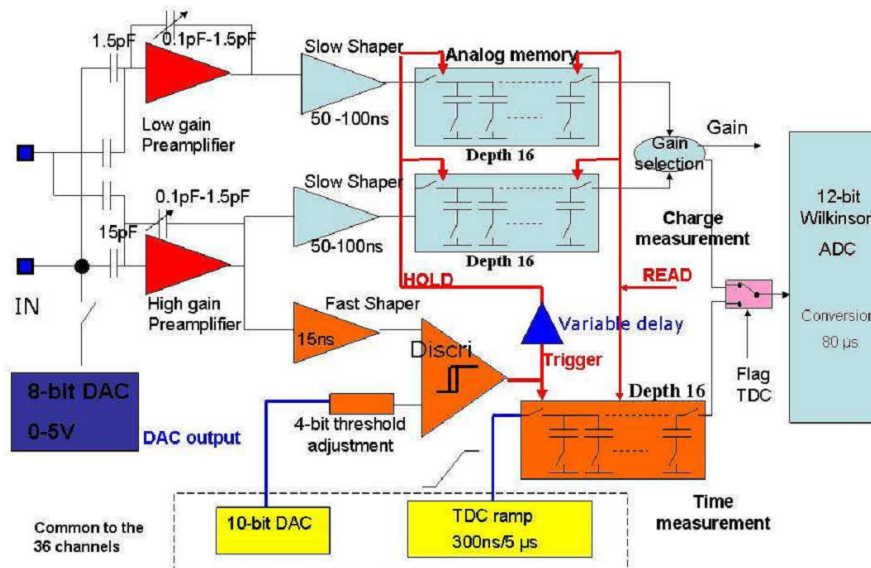 1.5pF
0.1pF-1.5pF
Slow Shaper
Analog memory
50 -100ns
Low gain
Preamplifier
Depth 16
Gain
Gain
selection
0.1pF-1.5pF
Slow Shaper
15pF
50-100ns
Depth 16
Charge
measurement
12-bit
Wilkinson
ADC
Conversion
80 µs
IN
High gain
Preamplifier
HOLD
READ
Fast Shaper
15ns
Discri
Variable delay
Trigger
Flag
TDC
8-bit DAC
0-5V
DAC output
4-bit threshold
adjustment
Depth 16
Common to the
36 channels
10-bit DAC
TDC ramp
300ns/5 µs
Time
measurement